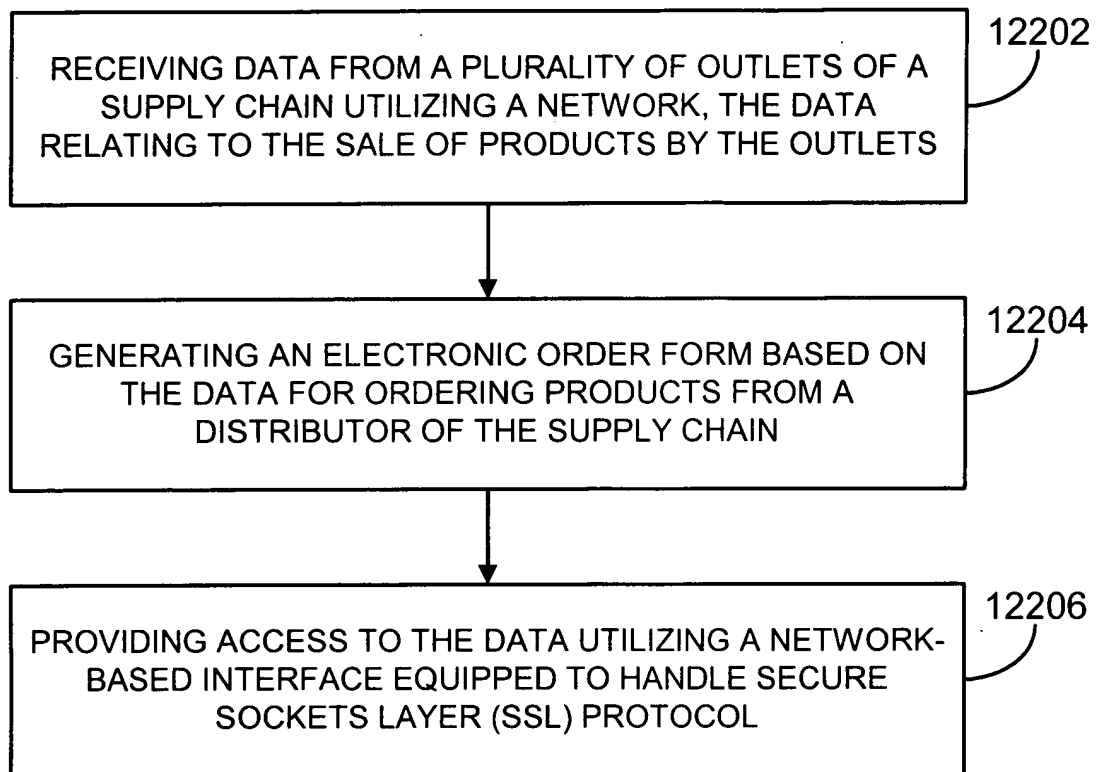 12202
RECEIVING DATA FROM A PLURALITY OF OUTLETS OF A
SUPPLY CHAIN UTILIZING A NETWORK, THE DATA
RELATING TO THE SALE OF PRODUCTS BY THE OUTLETS
12204
GENERATING AN ELECTRONIC ORDER FORM BASED ON
THE DATA FOR ORDERING PRODUCTS FROM A
DISTRIBUTOR OF THE SUPPLY CHAIN
12206
PROVIDING ACCESS TO THE DATA UTILIZING A NETWORK-
BASED INTERFACE EQUIPPED TO HANDLE SECURE
SOCKETS LAYER (SSL) PROTOCOL